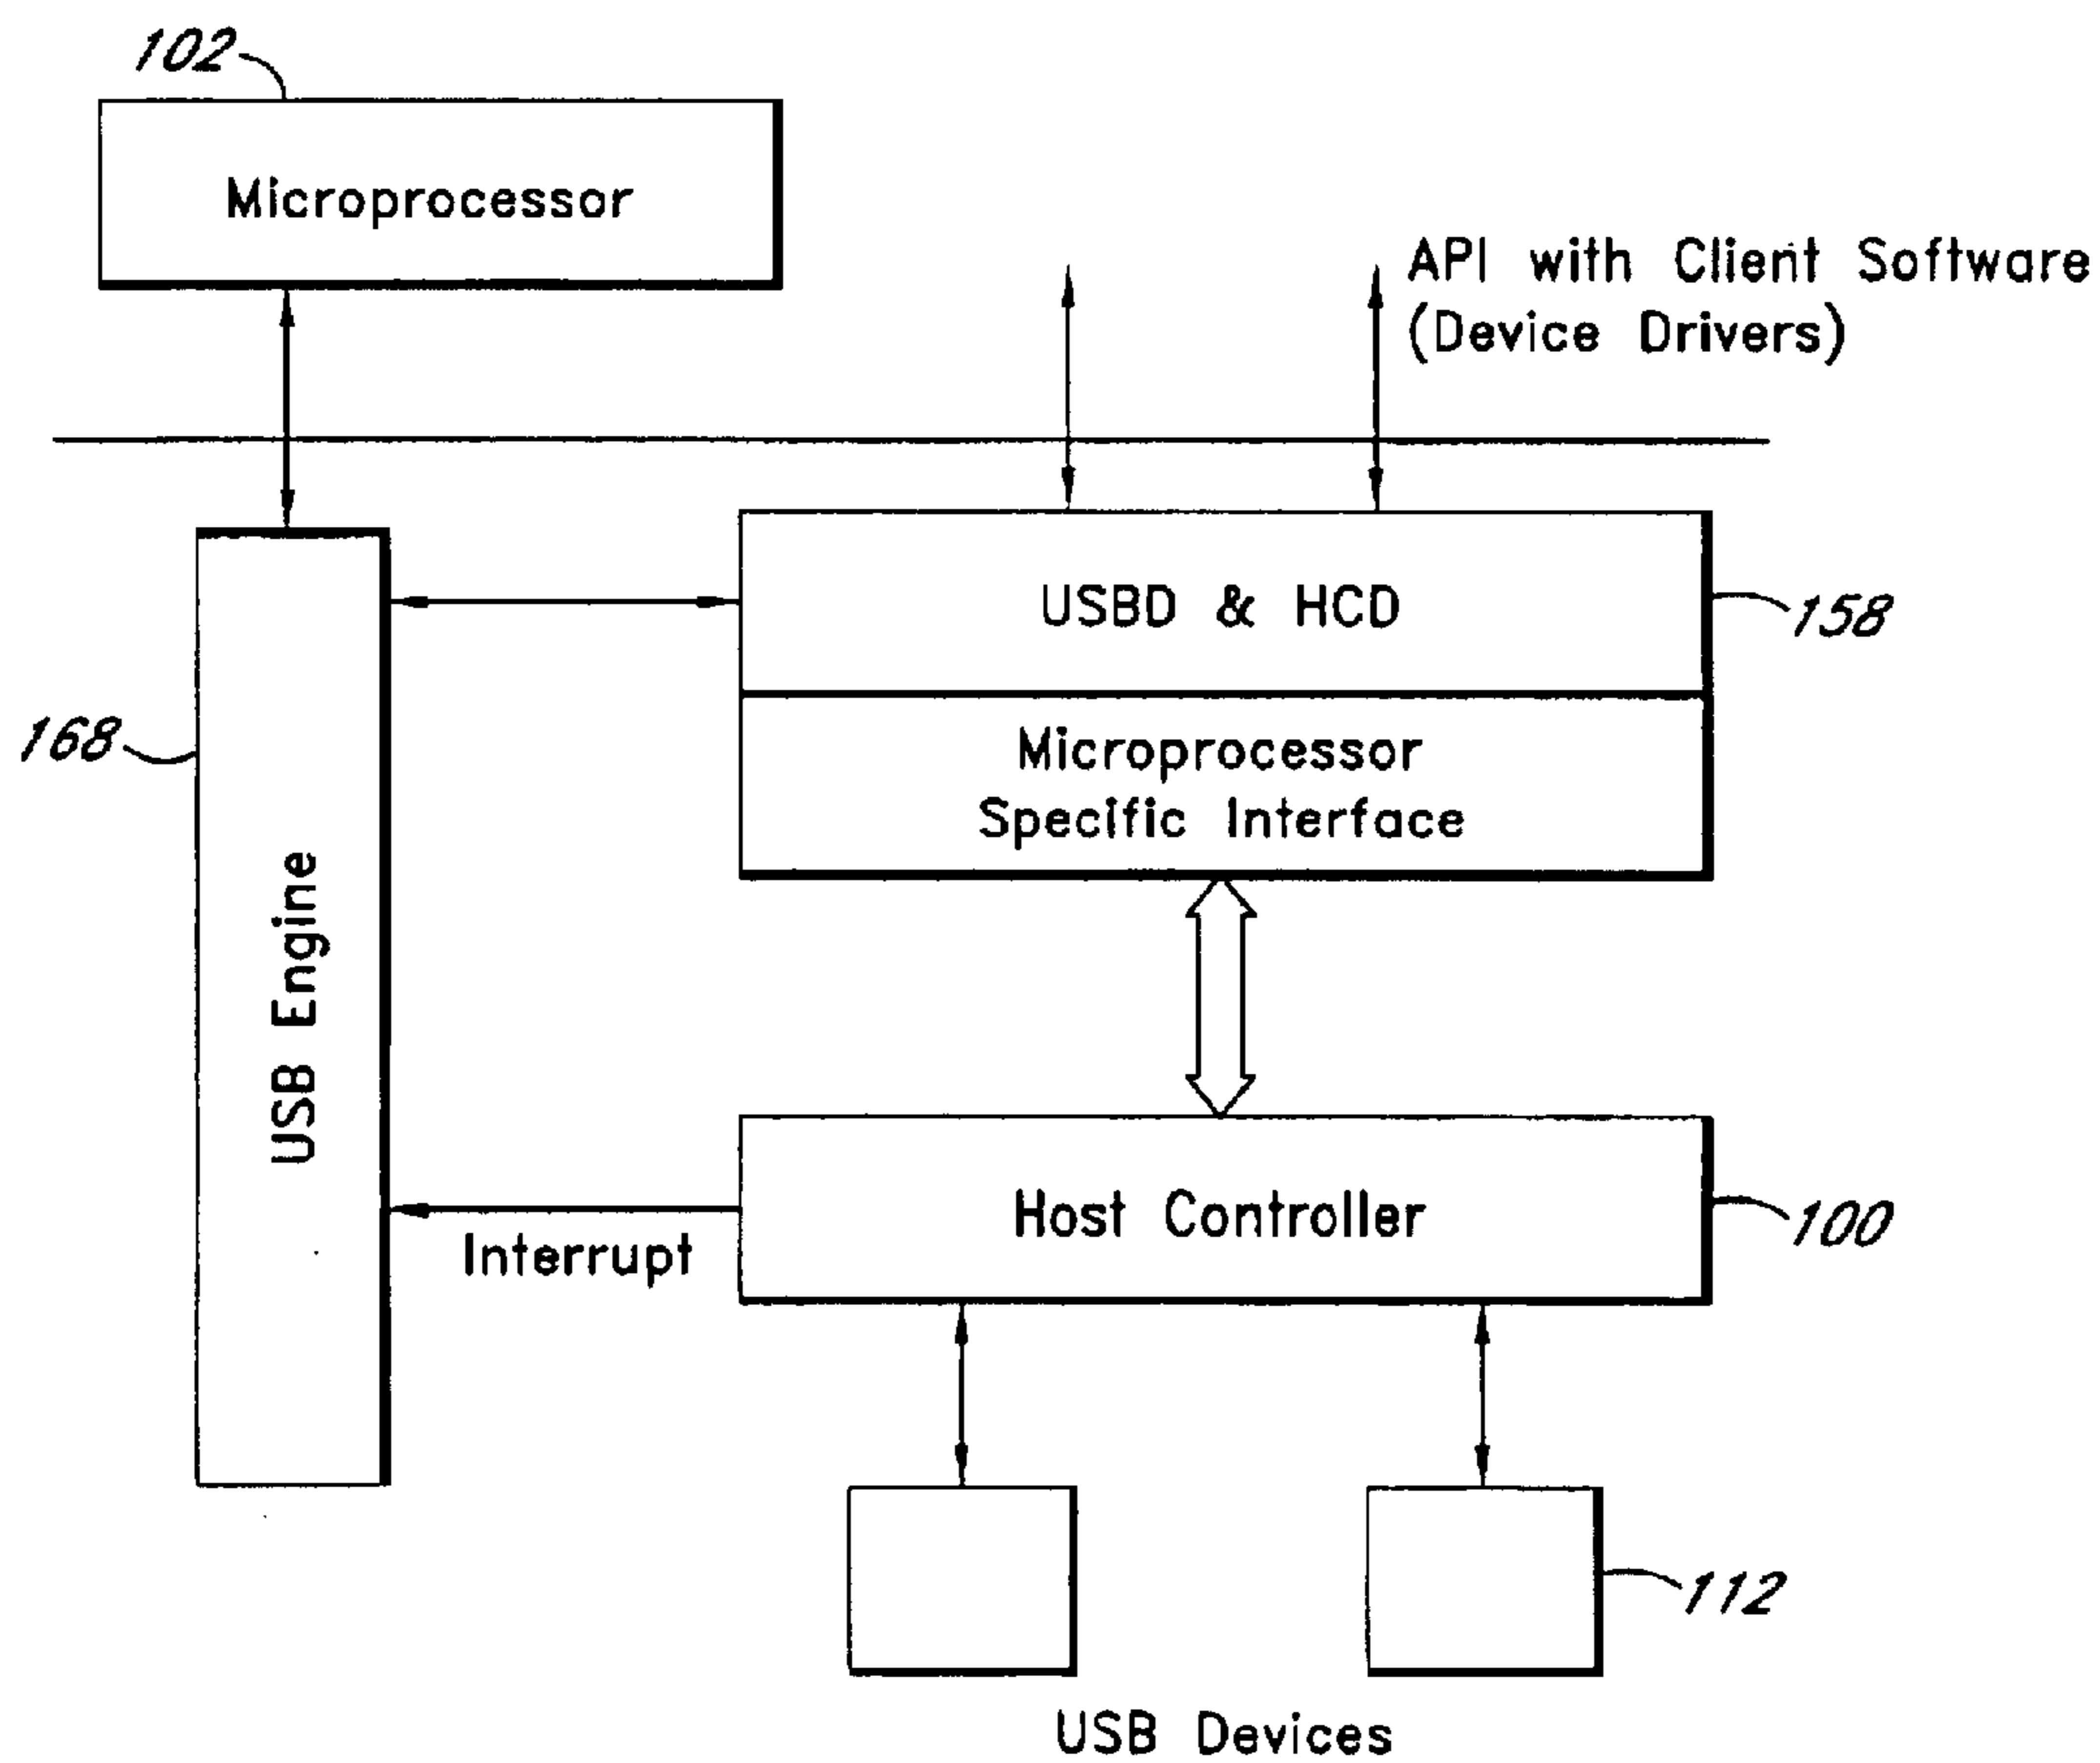 102
Microprocessor
API with Client Software
(Device Drivers)
USBD & HCD
158
168
Microprocessor
Specific Interface
USB Engine
Host Controller
100
Interrupt
112
USB Devices